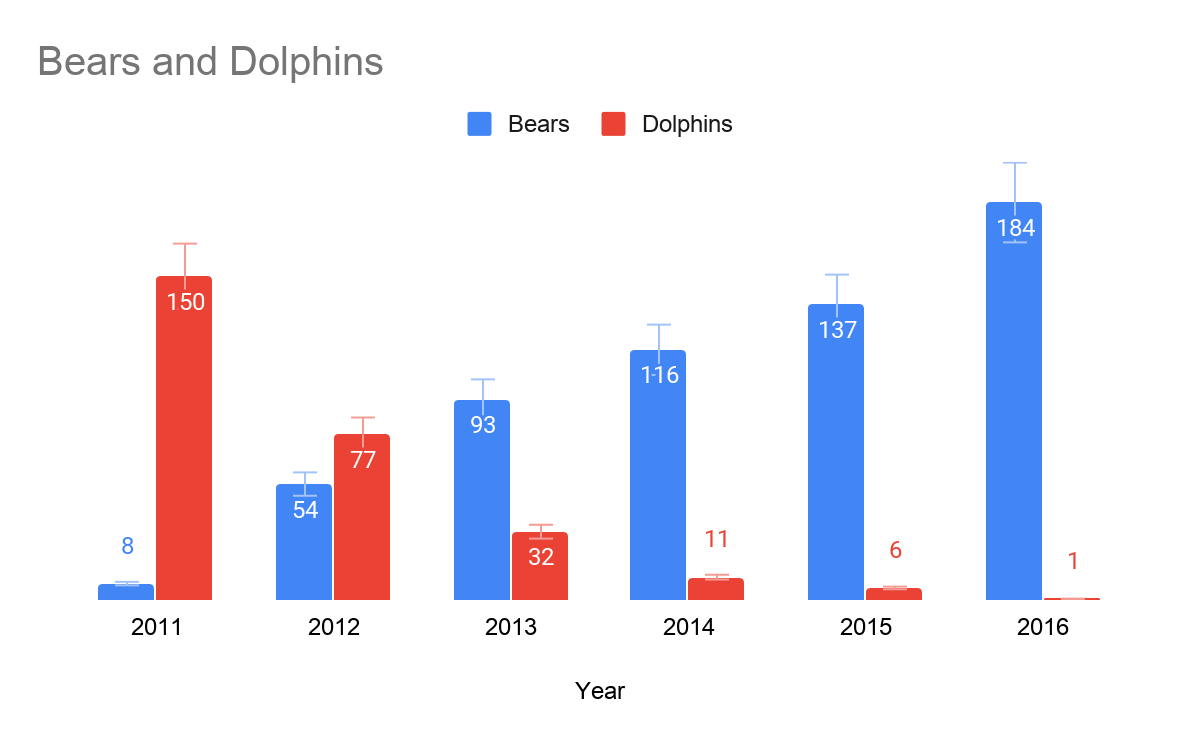 Bears and Dolphins
Bears Dolphins
8 150 54 77 93 32 116 11 137 6 184 1
2011 2012 2013 2014 2015 2016
Year